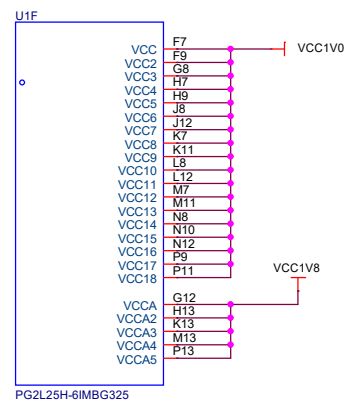 U1F
VCC F7 VCC1V0
VCC2 F9
VCC3 G8
VCC4 H7
VCC5 H9
VCC6 J8
VCC7 J12
VCC8 K7
VCC9 K11
VCC10 L8
VCC11 L12
VCC12 M7
VCC13 M11
VCC14 N8
VCC15 N10
VCC16 N12
VCC17 P9
VCC18 P11
VCC1V8
VCCA G12
VCCA2 H13
VCCA3 K13
VCCA4 M13
VCCA5 P13
PG2L25H-6IMBG325